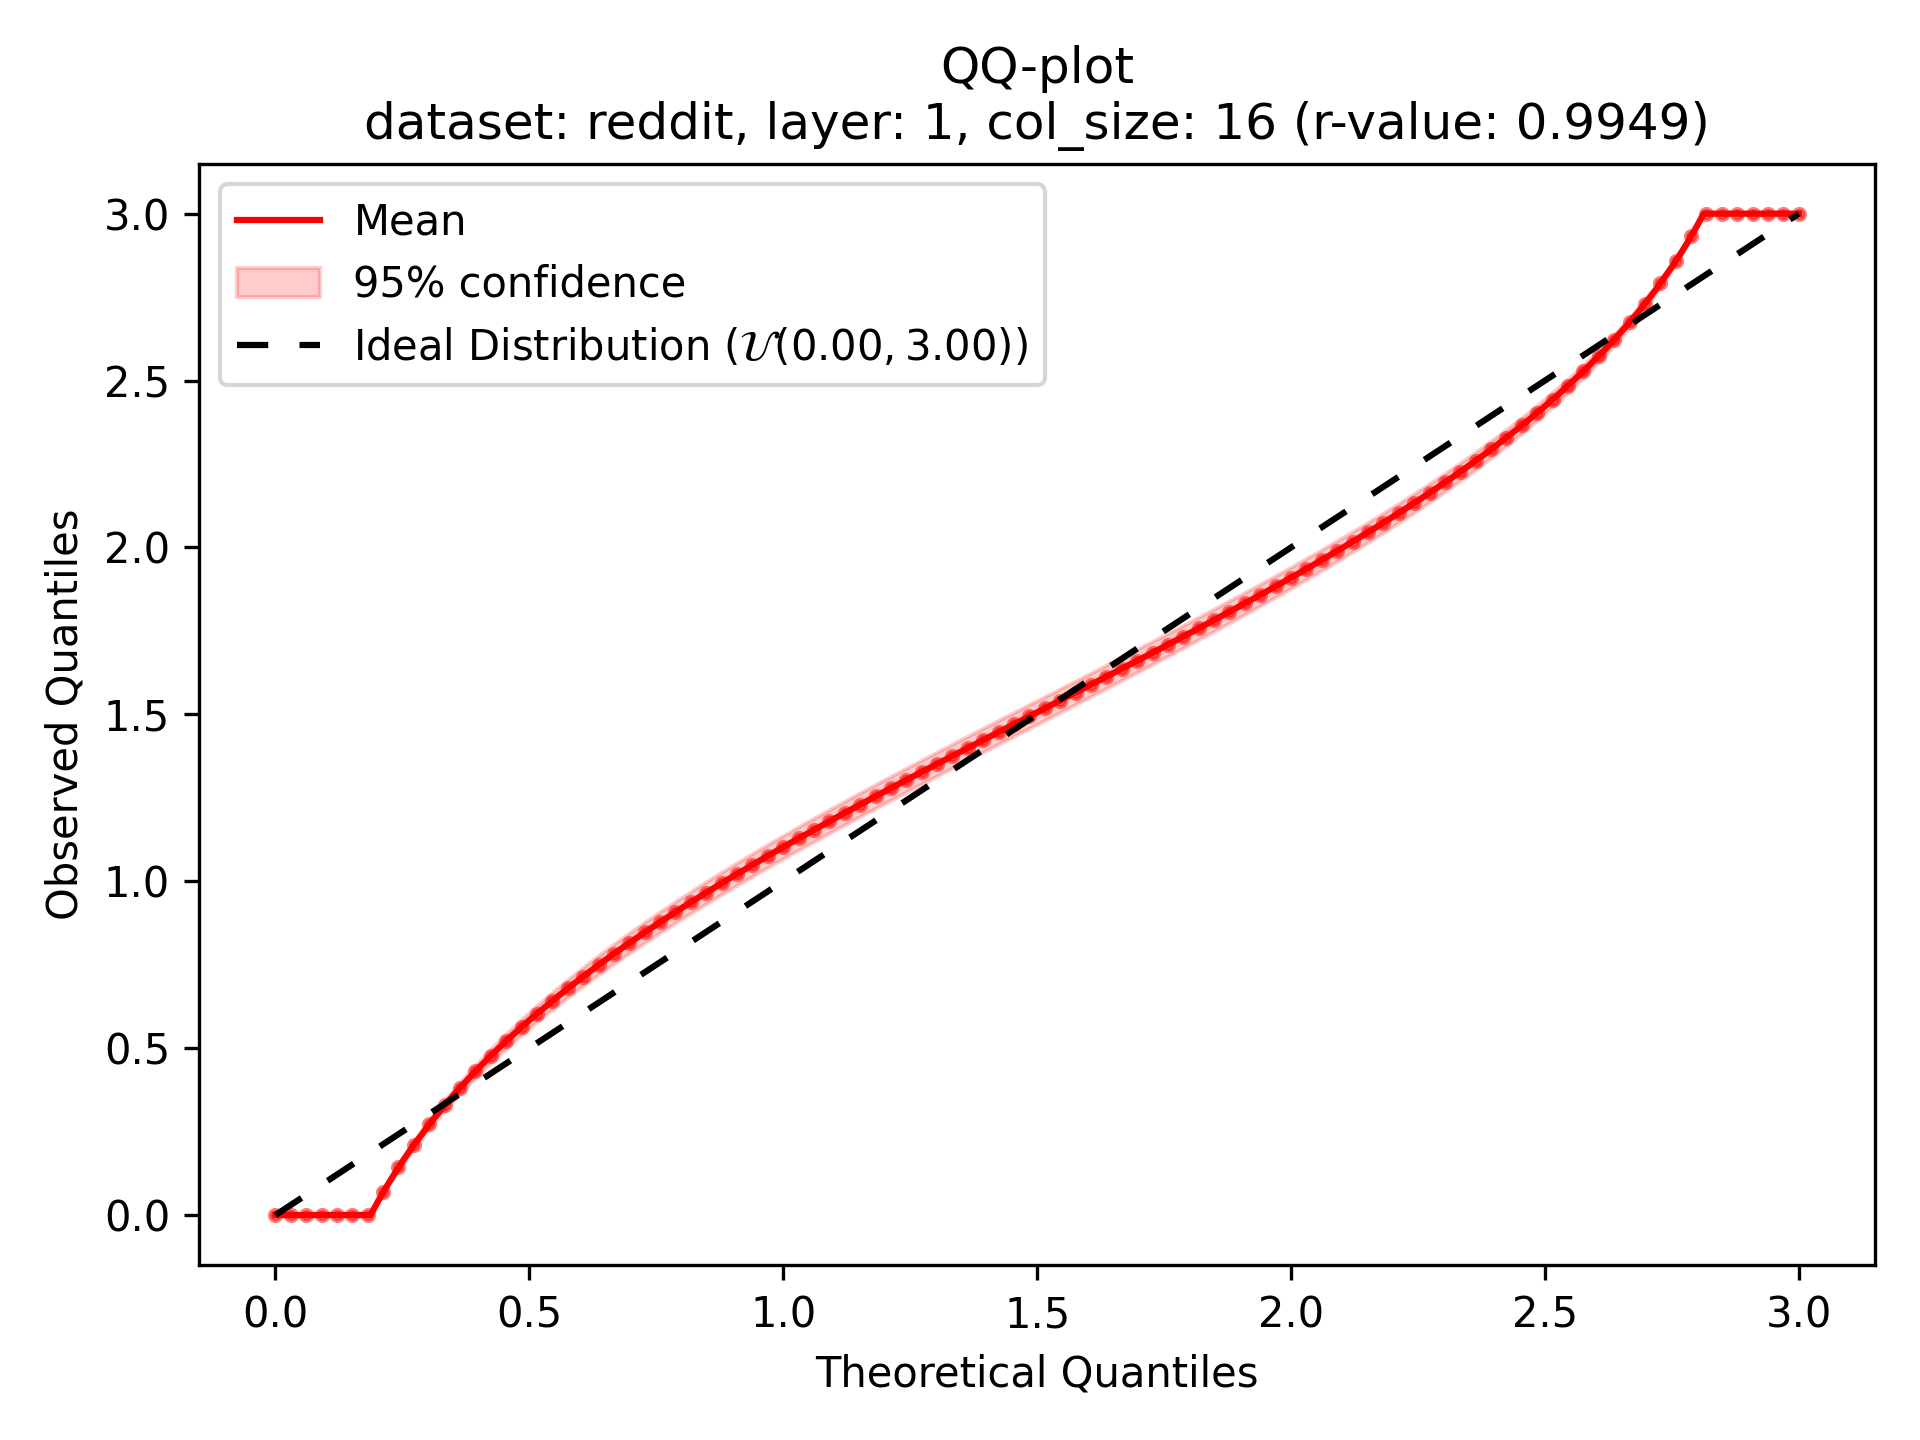 QQ-plot
dataset: reddit, layer: 1, col_size: 16 (r-value: 0.9949)
Mean
95% confidence
Ideal Distribution (𝒰(0.00, 3.00))
3.0
2.5
2.0
1.5
1.0
0.5
0.0
Observed Quantiles
0.0 0.5 1.0 1.5 2.0 2.5 3.0
Theoretical Quantiles